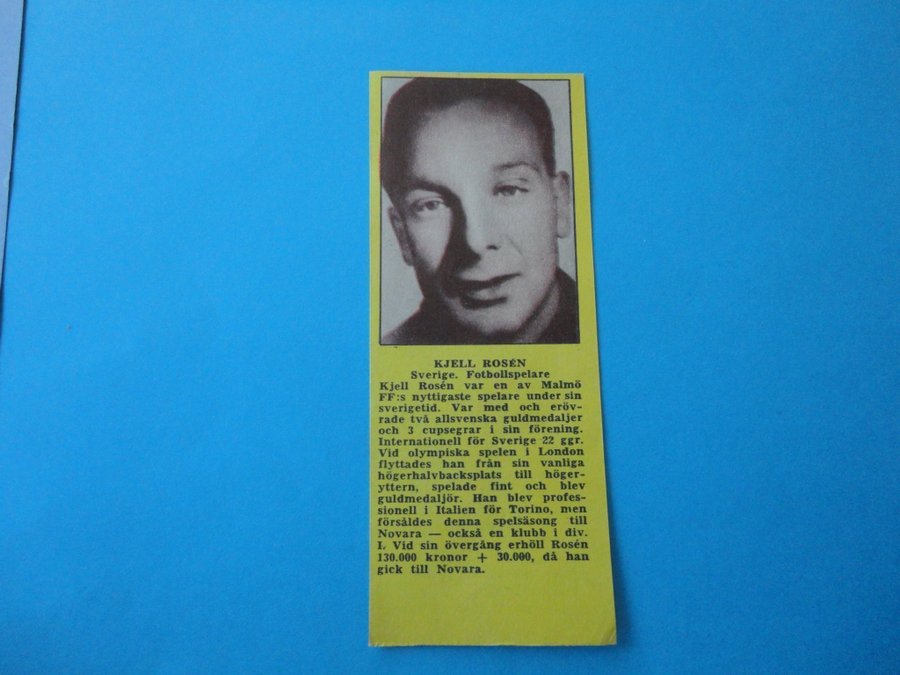 KJELL ROSÉN
Sverige. Fotbollspelare
Kjell Rosén var en av Malmö
FF:s nyttigaste spelare under sin
sverigetid. Var med och eröv-
rade två allsvenska guldmedaljer
och 3 cupsegrar i sin förening.
Internationell för Sverige 22 ggr.
Vid olympiska spelen i London
flyttades han från sin vanliga
högerhalvbacksplats till höger-
yttern, spelade fint och blev
guldmedaljör. Han blev profes-
sionell i Italien för Torino, men
försåldes denna spelsäsong till
Novara — också en klubb i div.
I. Vid sin övergång erhöll Rosén
130.000 kronor + 30.000, då han
gick till Novara.